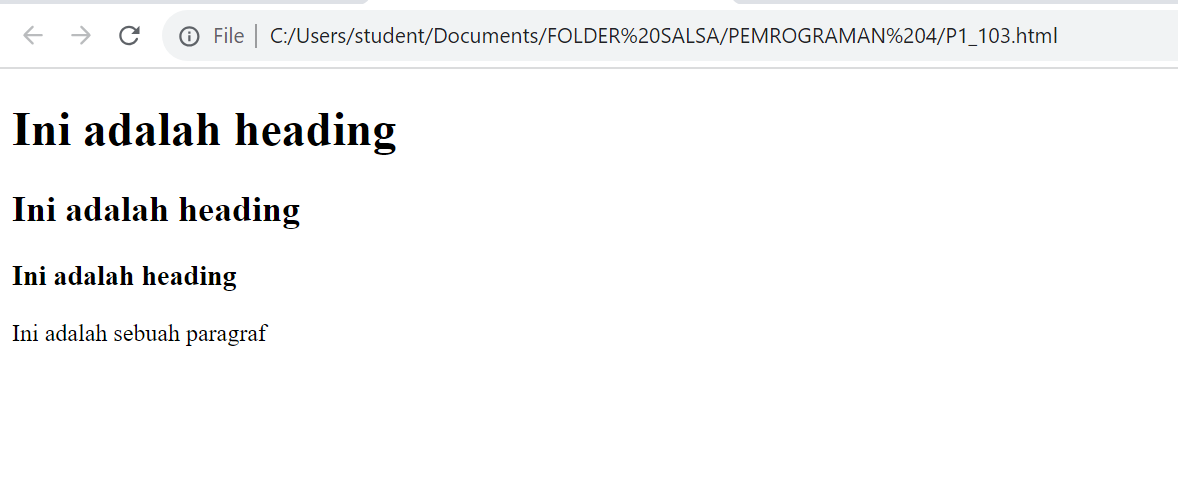 File | C:/Users/student/Documents/FOLDER%20SALSA/PEMROGRAMAN%204/P1_103.html
Ini adalah heading
Ini adalah heading
Ini adalah heading
Ini adalah sebuah paragraf